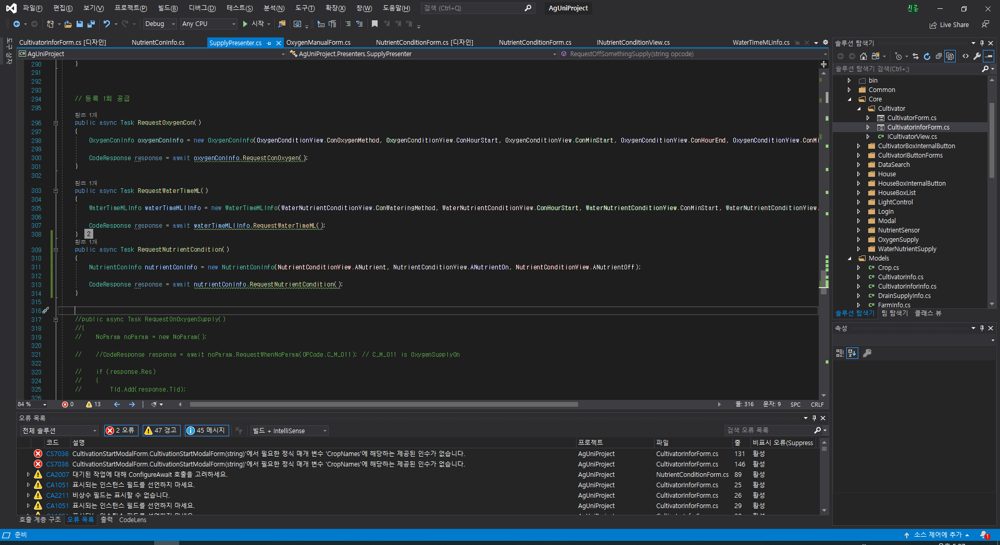 파일(F) 편집(E) 보기(V) 프로젝트(P) 빌드(B) 디버그(D) 테스트(S) 분석(N) 도구(T) 확장(X) 창(W) 도움말(H) 검색 (Ctrl+Q) AgUniProject
Debug Any CPU 시작 Live Share
도구 상자
CultivatorInforForm.cs [디자인] NutrientConInfo.cs SupplyPresenter.cs OxygenManualForm.cs NutrientConditionForm.cs [디자인] NutrientConditionForm.cs INutrientConditionView.cs WaterTimeMLInfo.cs
AgUniProject AgUniProject.Presenters.SupplyPresenter RequestOffSomethingSupply(string opcode)
290 }
291
292
293
294 // 등록 1회 공급
295
참조 1개
296 public async Task RequestOxygenCon()
297 {
298 OxygenConInfo oxygenConInfo = new OxygenConInfo(OxygenConditionView.ConOxygenMethod, OxygenConditionView.ConHourStart, OxygenConditionView.ConMinStart, OxygenConditionView.ConHourEnd, OxygenConditionView.ConMi
299
300 CodeResponse response = await oxygenConInfo.RequestConOxygen();
301 }
302
참조 1개
303 public async Task RequestWaterTimeML()
304 {
305 WaterTimeMLInfo waterTimeMLIInfo = new WaterTimeMLInfo(WaterNutrientConditionView.ConWateringMethod, WaterNutrientConditionView.ConHourStart, WaterNutrientConditionView.ConMinStart, WaterNutrientConditionView.
306
307 CodeResponse response = await waterTimeMLIInfo.RequestWaterTimeML();
308 } 2
참조 1개
309 public async Task RequestNutrientCondition()
310 {
311 NutrientConInfo nutrientConInfo = new NutrientConInfo(NutrientConditionView.ANutrient, NutrientConditionView.ANutrientOn, NutrientConditionView.ANutrientOff);
312
313 CodeResponse response = await nutrientConInfo.RequestNutrientCondition();
314 }
315
316
317 //public async Task RequestOnOxygenSupply()
318 //{
319 // NoParam noParam = new NoParam();
320
321 // //CodeResponse response = await noParam.RequestWhenNoParam(OPCode.C_M_011); // C_M_011 is OxygenSupplyOn
322
323 // if (response.Res)
324 // {
325 // TId.Add(response.TId);
326
84 % 0 13 줄: 316 문자: 9 SPC CRLF
오류 목록
전체 솔루션 2 오류 47 경고 45 메시지 빌드 + IntelliSense 검색 오류 목록
코드 설명 프로젝트 파일 줄 비표시 오류(Suppress
CS7036 CultivationStartModalForm.CultivationStartModalForm(string)'에서 필요한 정식 매개 변수 'CropNames'에 해당하는 제공된 인수가 없습니다. AgUniProject CultivatorInforForm.cs 131 활성
CS7036 CultivationStartModalForm.CultivationStartModalForm(string)'에서 필요한 정식 매개 변수 'CropNames'에 해당하는 제공된 인수가 없습니다. AgUniProject CultivatorInforForm.cs 146 활성
CA2007 대기된 작업에 대해 ConfigureAwait 호출을 고려하세요. AgUniProject NutrientConditionForm.cs 89 활성
CA1051 표시되는 인스턴스 필드를 선언하지 마세요. AgUniProject CultivatorInforForm.cs 25 활성
CA2211 비상수 필드는 표시할 수 없습니다. AgUniProject CultivatorInforForm.cs 26 활성
CA1051 표시되는 인스턴스 필드를 선언하지 마세요. AgUniProject CultivatorInforForm.cs 29 활성
호출 계층 구조 오류 목록 출력 CodeLens
솔루션 탐색기
솔루션 탐색기 검색(Ctrl+;)
bin
Common
Core
Cultivator
CultivatorForm.cs
CultivatorInforForm.cs
ICultivatorView.cs
CultivatorBoxInternalButton
CultivatorIButtonForms
DataSearch
House
HouseBoxInternalButton
HouseBoxList
LightControl
Login
Modal
NutrientSensor
OxygenSupply
WaterNutrientSupply
Models
Crop.cs
CultivatorInfo.cs
CultivatorInforInfo.cs
DrainSupplyInfo.cs
FarmInfo.cs
솔루션 탐색기 팀 탐색기 클래스 뷰
속성
준비 소스 제어에 추가 1